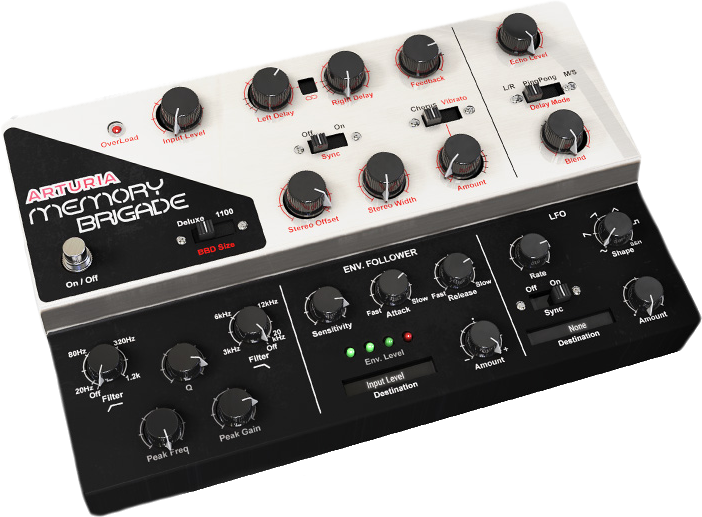 OverLoad
Input Level
Left Delay
∞
Right Delay
Feedback
Echo Level
L/R PingPong M/S
Delay Mode
Blend
Off On
Sync
Chorus Vibrato
Amount
Stereo Offset
Stereo Width
ARTURIA
MEMORY
BRIGADE
Deluxe 1100
BBD Size
On / Off
ENV. FOLLOWER
Sensitivity
Fast Slow
Attack
Fast Slow
Release
Env. Level
Input Level
Destination
- +
Amount
LFO
Rate
S&H
Shape
Off On
Sync
None
Destination
Amount
80Hz 320Hz
20Hz 1.2k
Off
Filter
Q
6kHz 12kHz
3kHz 20 kHz
Off
Filter
Peak Freq
Peak Gain